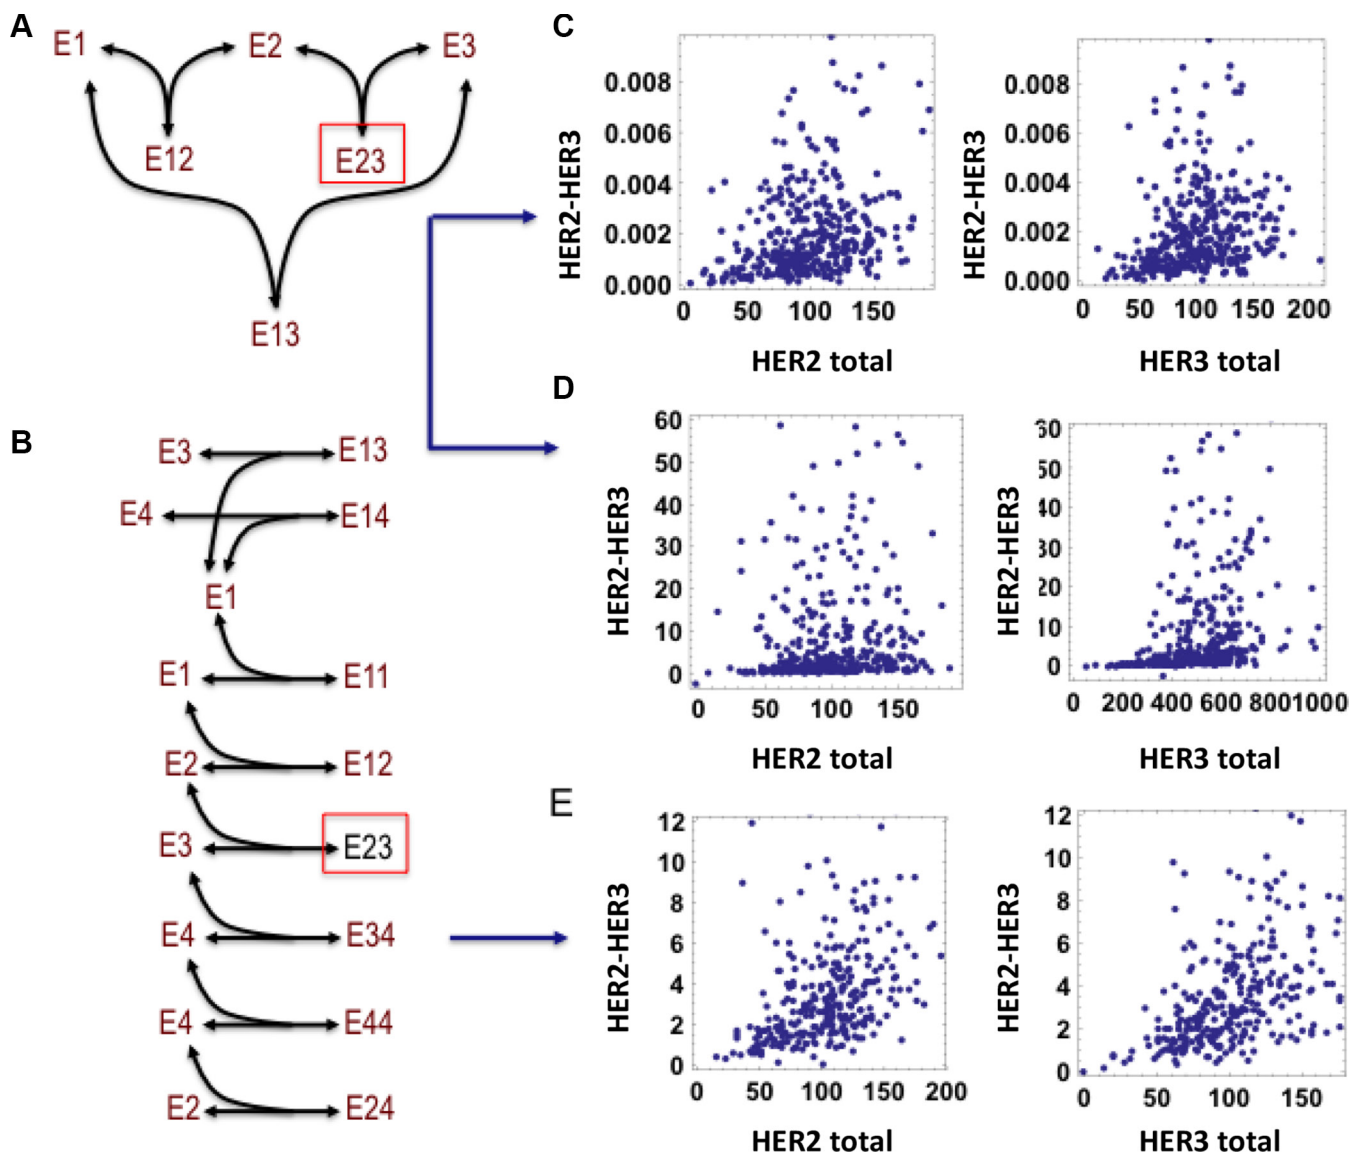 A
E1 E2 E3
E12 E23
E13
B
E3 E13
E4 E14
E1
E1 E11
E2 E12
E3 E23
E4 E34
E4 E44
E2 E24
C
HER2-HER3
0.008
0.006
0.004
0.002
0.000
0 50 100 150
HER2 total
HER2-HER3
0.008
0.006
0.004
0.002
0.000
0 50 100 150 200
HER3 total
D
HER2-HER3
60
50
40
30
20
10
0
0 50 100 150
HER2 total
HER2-HER3
60
50
40
30
20
10
0
0 200 400 600 800 1000
HER3 total
E
HER2-HER3
12
10
8
6
4
2
0
0 50 100 150 200
HER2 total
HER2-HER3
12
10
8
6
4
2
0
0 50 100 150
HER3 total